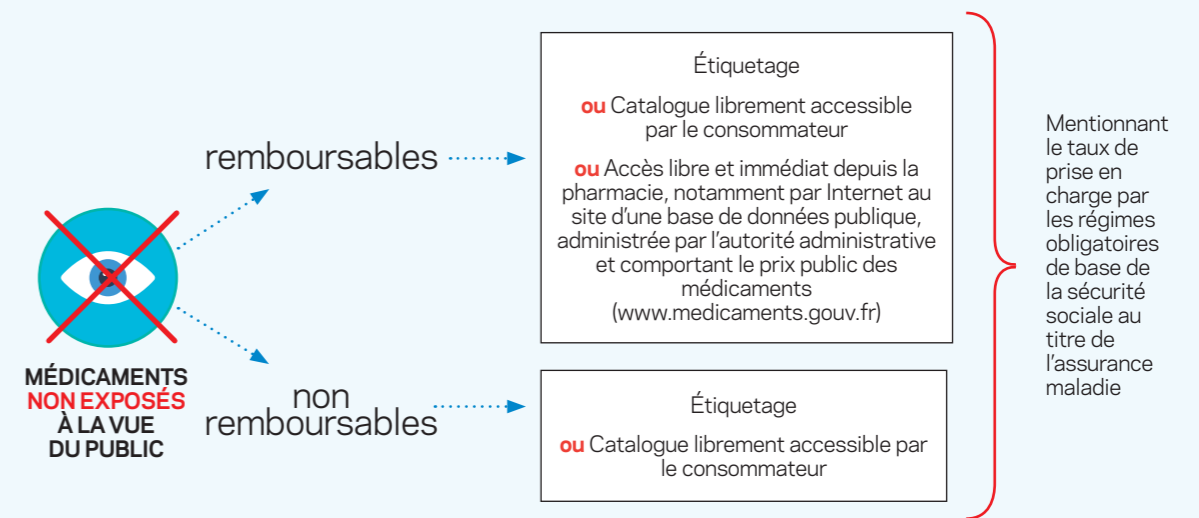 MÉDICAMENTS
NON EXPOSÉS
À LA VUE
DU PUBLIC
remboursables
Étiquetage
ou Catalogue librement accessible
par le consommateur
ou Accès libre et immédiat depuis la
pharmacie, notamment par Internet au
site d’une base de données publique,
administrée par l’autorité administrative
et comportant le prix public des
médicaments
(www.medicaments.gouv.fr)
non
remboursables
Étiquetage
ou Catalogue librement accessible par
le consommateur
Mentionnant
le taux de
prise en
charge par
les régimes
obligatoires
de base de
la sécurité
sociale au
titre de
l’assurance
maladie